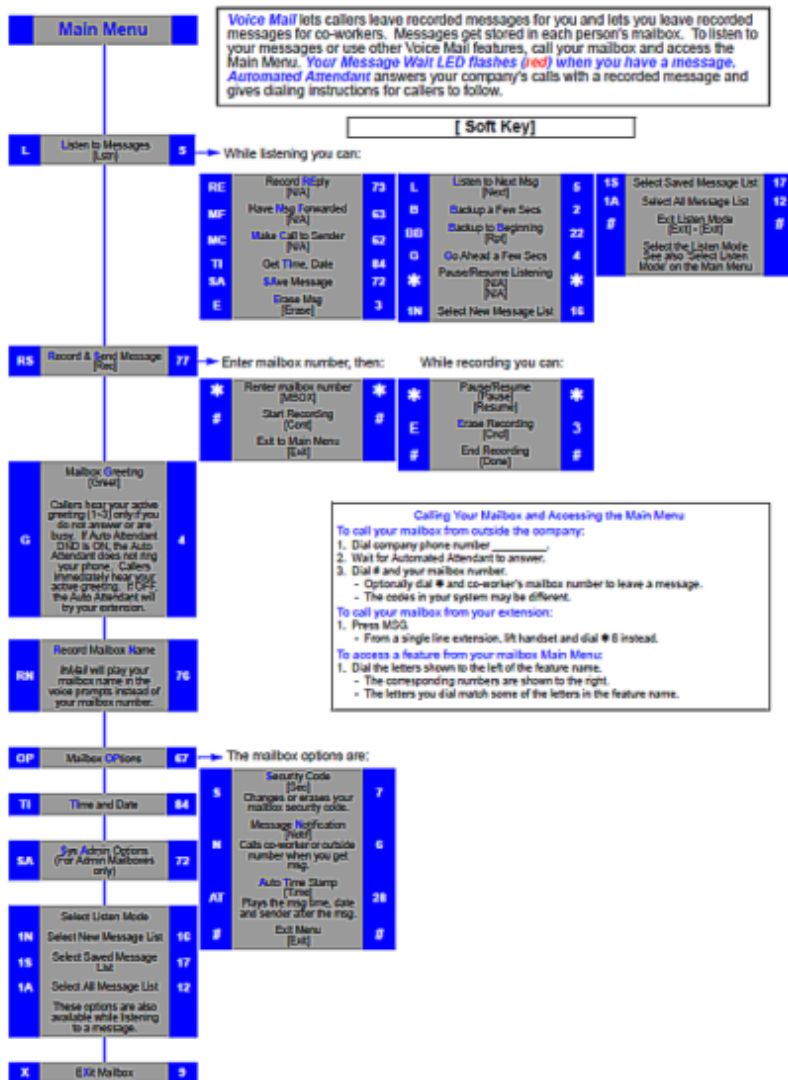 Main Menu
Voice Mail lets callers leave recorded messages for you and lets you leave recorded
messages for co-workers. Messages get stored in each person's mailbox. To listen to
your messages or use other Voice Mail features, call your mailbox and access the
Main Menu. Your Message Wait LED flashes (red) when you have a message.
Automated Attendant answers your company's calls with a recorded message and
gives dialing instructions for callers to follow.
[ Soft Key]
L Listen to Messages 5
[Lstn]
While listening you can:
RE Record REply 73
[N/A]
MF Have Msg Forwarded 63
[N/A]
MC Make Call to Sender 62
[N/A]
TI Get TIme, Date 84
SA SAve Message 72
E Erase Msg 3
[Erase]
L Listen to Next Msg 5
[Next]
B Backup a Few Secs 2
BB Backup to Beginning 22
[Rpt]
G Go Ahead a Few Secs 4
* Pause/Resume Listening *
[N/A]
[N/A]
1N Select New Message List 16
1S Select Saved Message List 17
1A Select All Message List 12
# Exit Listen Mode #
[Exit] - [Exit]
Select the Listen Mode
See also 'Select Listen
Mode' on the Main Menu
RS Record & Send Message 77
[Rec]
Enter mailbox number, then:
* Renter mailbox number *
[MBOX]
# Start Recording #
[Cont]
Exit to Main Menu
[Exit]
While recording you can:
* Pause/Resume *
[Pause]
[Resume]
E Erase Recording 3
[Cncl]
# End Recording #
[Done]
Mailbox Greeting
[Greet]
G 4
Callers hear your active
greeting (1-3) only if you
do not answer or are
busy. If Auto Attendant
DND is ON, the Auto
Attendant does not ring
your phone. Callers
immediately hear your
active greeting. If OFF,
the Auto Attendant will
try your extension.
Calling Your Mailbox and Accessing the Main Menu
To call your mailbox from outside the company:
1. Dial company phone number _________.
2. Wait for Automated Attendant to answer.
3. Dial # and your mailbox number.
- Optionally dial * and co-worker's mailbox number to leave a message.
- The codes in your system may be different.
To call your mailbox from your extension:
1. Press MSG.
- From a single line extension, lift handset and dial * 8 instead.
To access a feature from your mailbox Main Menu:
1. Dial the letters shown to the left of the feature name.
- The corresponding numbers are shown to the right.
- The letters you dial match some of the letters in the feature name.
Record Mailbox Name
RN 76
InMail will play your
mailbox name in the
voice prompts instead of
your mailbox number.
OP Mailbox OPtions 67
The mailbox options are:
S Security Code 7
[Sec]
Changes or erases your
mailbox security code.
N Message Notification 6
[Notif]
Calls co-worker or outside
number when you get
msg.
AT Auto Time Stamp 28
[Time]
Plays the msg time, date
and sender after the msg.
# Exit Menu #
[Exit]
TI TIme and Date 84
SA Sys Admin Options 72
(For Admin Mailboxes
only)
Select Listen Mode
1N Select New Message List 16
1S Select Saved Message 17
List
1A Select All Message List 12
These options are also
available while listening
to a message.
X EXit Mailbox 9